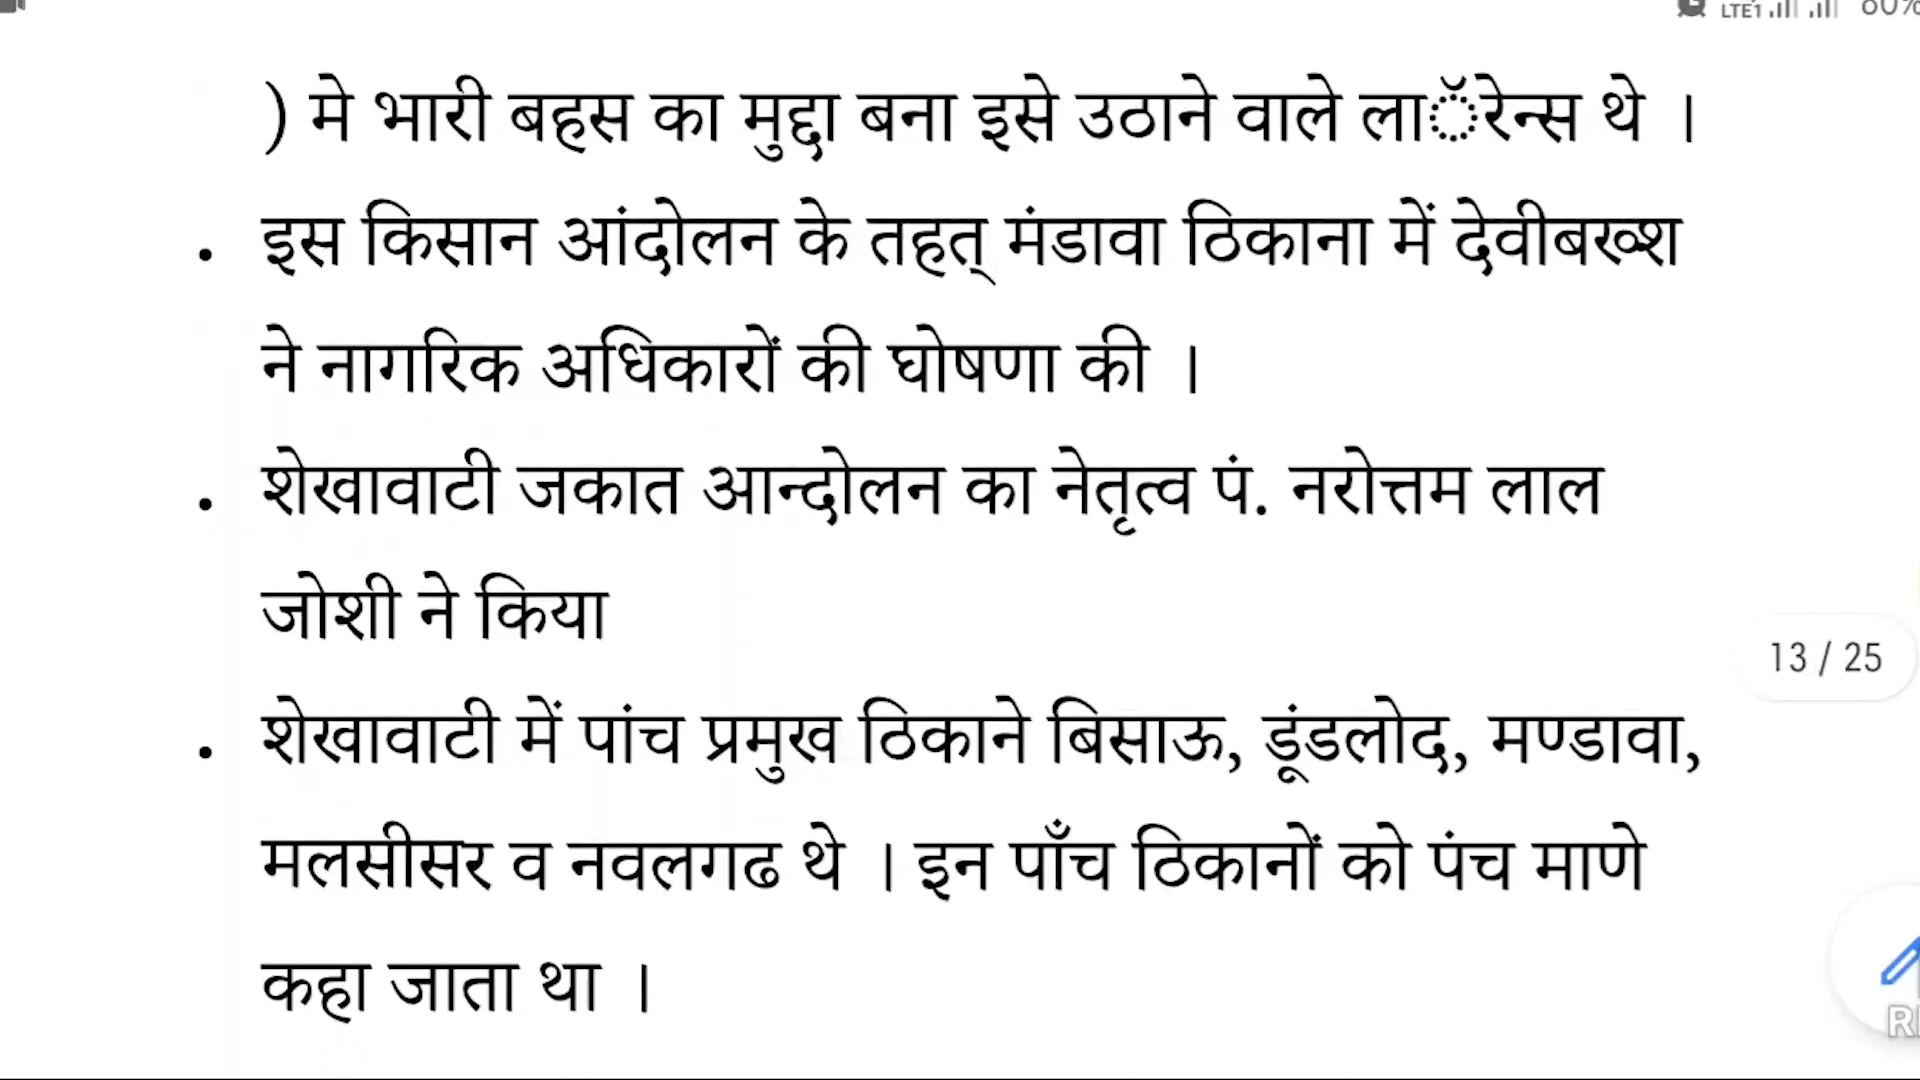 LTE1
) मे भारी बहस का मुद्दा बना इसे उठाने वाले लाॅरेन्स थे ।
. इस किसान आंदोलन के तहत् मंडावा ठिकाना में देवीबख्श
ने नागरिक अधिकारों की घोषणा की ।
. शेखावाटी जकात आन्दोलन का नेतृत्व पं. नरोत्तम लाल
जोशी ने किया
13 / 25
. शेखावाटी में पांच प्रमुख ठिकाने बिसाऊ, डूंडलोद, मण्डावा,
मलसीसर व नवलगढ थे । इन पाँच ठिकानों को पंच माणे
कहा जाता था ।